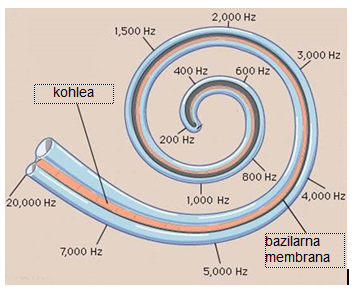 2,000 Hz
1,500 Hz
3,000 Hz
400 Hz
600 Hz
kohlea
200 Hz
800 Hz
1,000 Hz
4,000 Hz
20,000 Hz
bazilarna
membrana
7,000 Hz
5,000 Hz